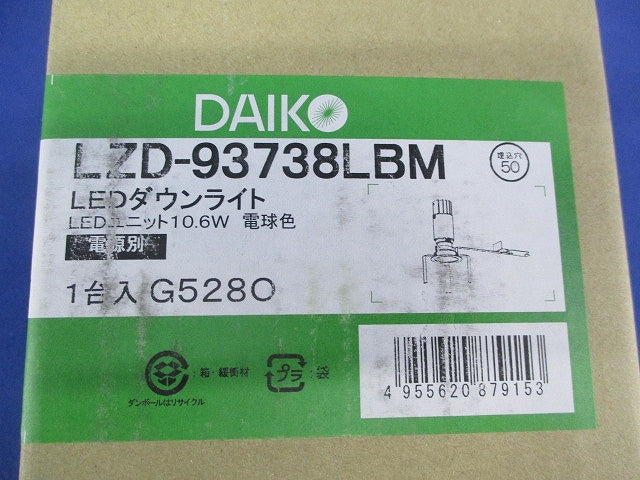 DAIKO
LZD-93738LBM
埋込穴
50
LEDダウンライト
LEDユニット10.6W 電球色
電源別
1台入 G5280
:箱・緩衝材
ダンボールはリサイクル
プラ :袋
4 955620 879153